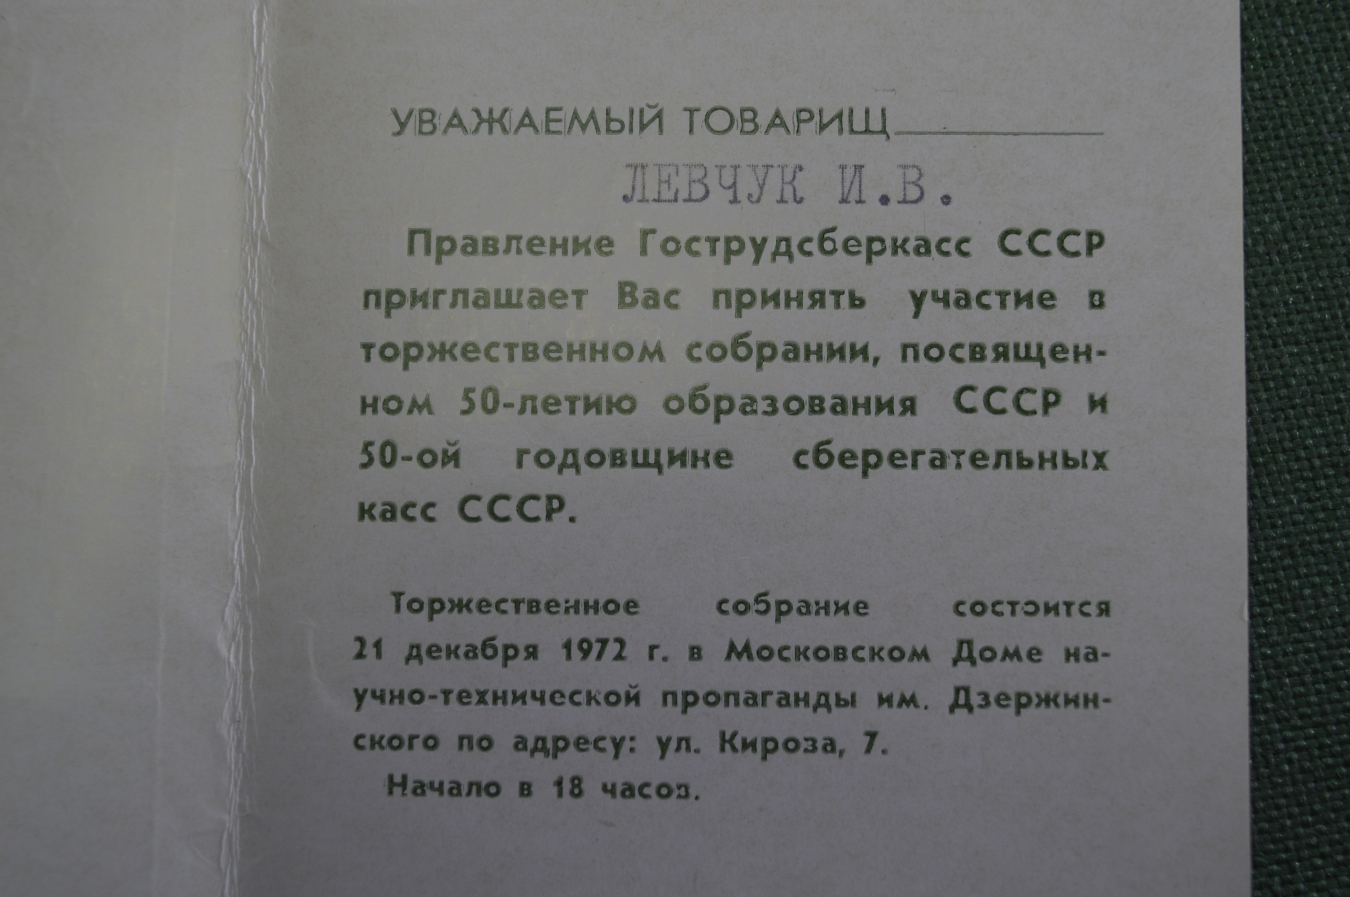 УВАЖАЕМЫЙ ТОВАРИЩ
ЛЕВЧУК И.В.
Правление Гострудсберкасс СССР
приглашает Вас принять участие в
торжественном собрании, посвящен-
ном 50-летию образования СССР и
50-ой годовщине сберегательных
касс СССР.
Торжественное собрание состоится
21 декабря 1972 г. в Московском Доме на-
учно-технической пропаганды им. Дзержин-
ского по адресу: ул. Кирова, 7.
Начало в 18 часов.